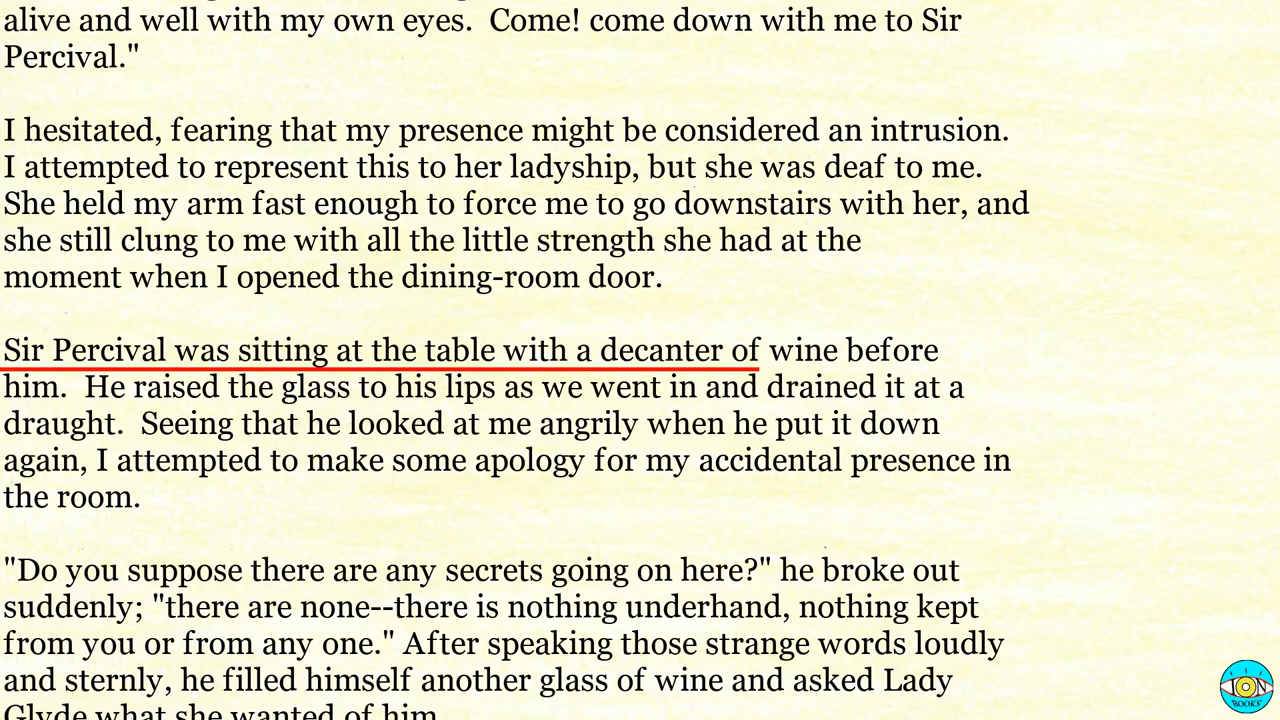 alive and well with my own eyes.  Come! come down with me to Sir
Percival."
I hesitated, fearing that my presence might be considered an intrusion.
I attempted to represent this to her ladyship, but she was deaf to me.
She held my arm fast enough to force me to go downstairs with her, and
she still clung to me with all the little strength she had at the
moment when I opened the dining-room door.
Sir Percival was sitting at the table with a decanter of wine before
him.  He raised the glass to his lips as we went in and drained it at a
draught.  Seeing that he looked at me angrily when he put it down
again, I attempted to make some apology for my accidental presence in
the room.
"Do you suppose there are any secrets going on here?" he broke out
suddenly; "there are none--there is nothing underhand, nothing kept
from you or from any one." After speaking those strange words loudly
and sternly, he filled himself another glass of wine and asked Lady
Glyde what she wanted of him.
ION
BOOKS